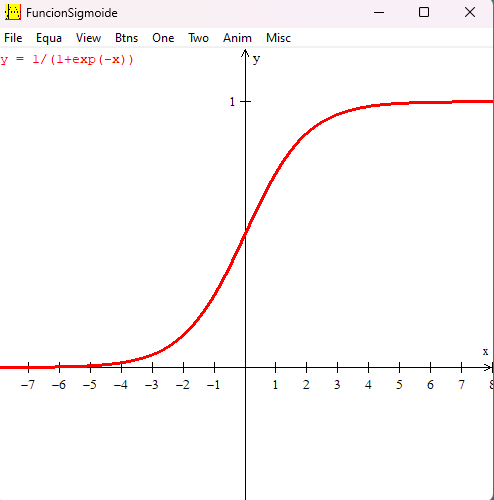 FuncionSigmoide
File Equa View Btns One Two Anim Misc
y = 1/(1+exp(-x))
y
1
x
−7 −6 −5 −4 −3 −2 −1 1 2 3 4 5 6 7 8